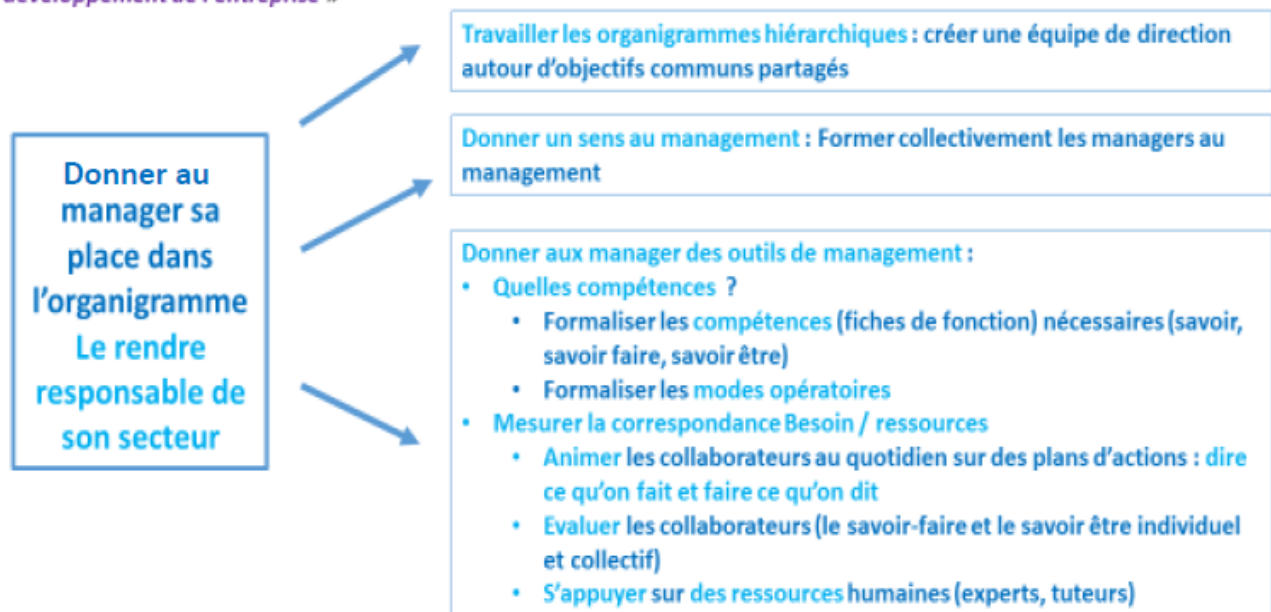 développement de l'entreprise »
Travailler les organigrammes hiérarchiques : créer une équipe de direction
autour d'objectifs communs partagés
Donner un sens au management : Former collectivement les managers au
management
Donner au
manager sa
place dans
l'organigramme
Le rendre
responsable de
son secteur
Donner aux manager des outils de management :
• Quelles compétences ?
• Formaliser les compétences (fiches de fonction) nécessaires (savoir,
savoir faire, savoir être)
• Formaliser les modes opératoires
• Mesurer la correspondance Besoin / ressources
• Animer les collaborateurs au quotidien sur des plans d'actions : dire
ce qu'on fait et faire ce qu'on dit
• Evaluer les collaborateurs (le savoir-faire et le savoir être individuel
et collectif)
• S'appuyer sur des ressources humaines (experts, tuteurs)